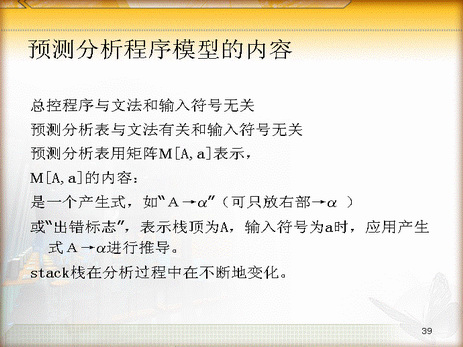 预测分析程序模型的内容
总控程序与文法和输入符号无关
预测分析表与文法有关和输入符号无关
预测分析表用矩阵M[A,a]表示，
M[A,a]的内容：
是一个产生式，如“A→α”（可只放右部→α ）
或“出错标志”，表示栈顶为A，输入符号为a时，应用产生
式A→α进行推导。
stack栈在分析过程中在不断地变化。
39